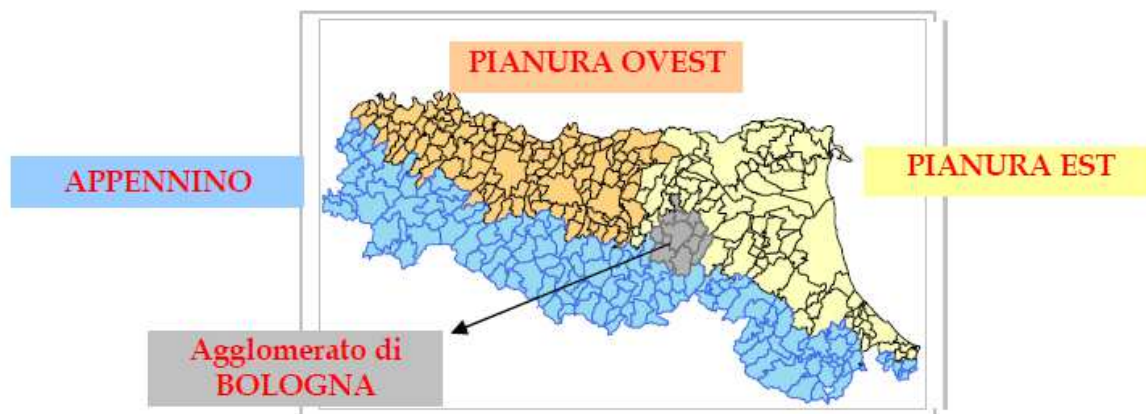 PIANURA OVEST
APPENNINO
PIANURA EST
Agglomerato di
BOLOGNA